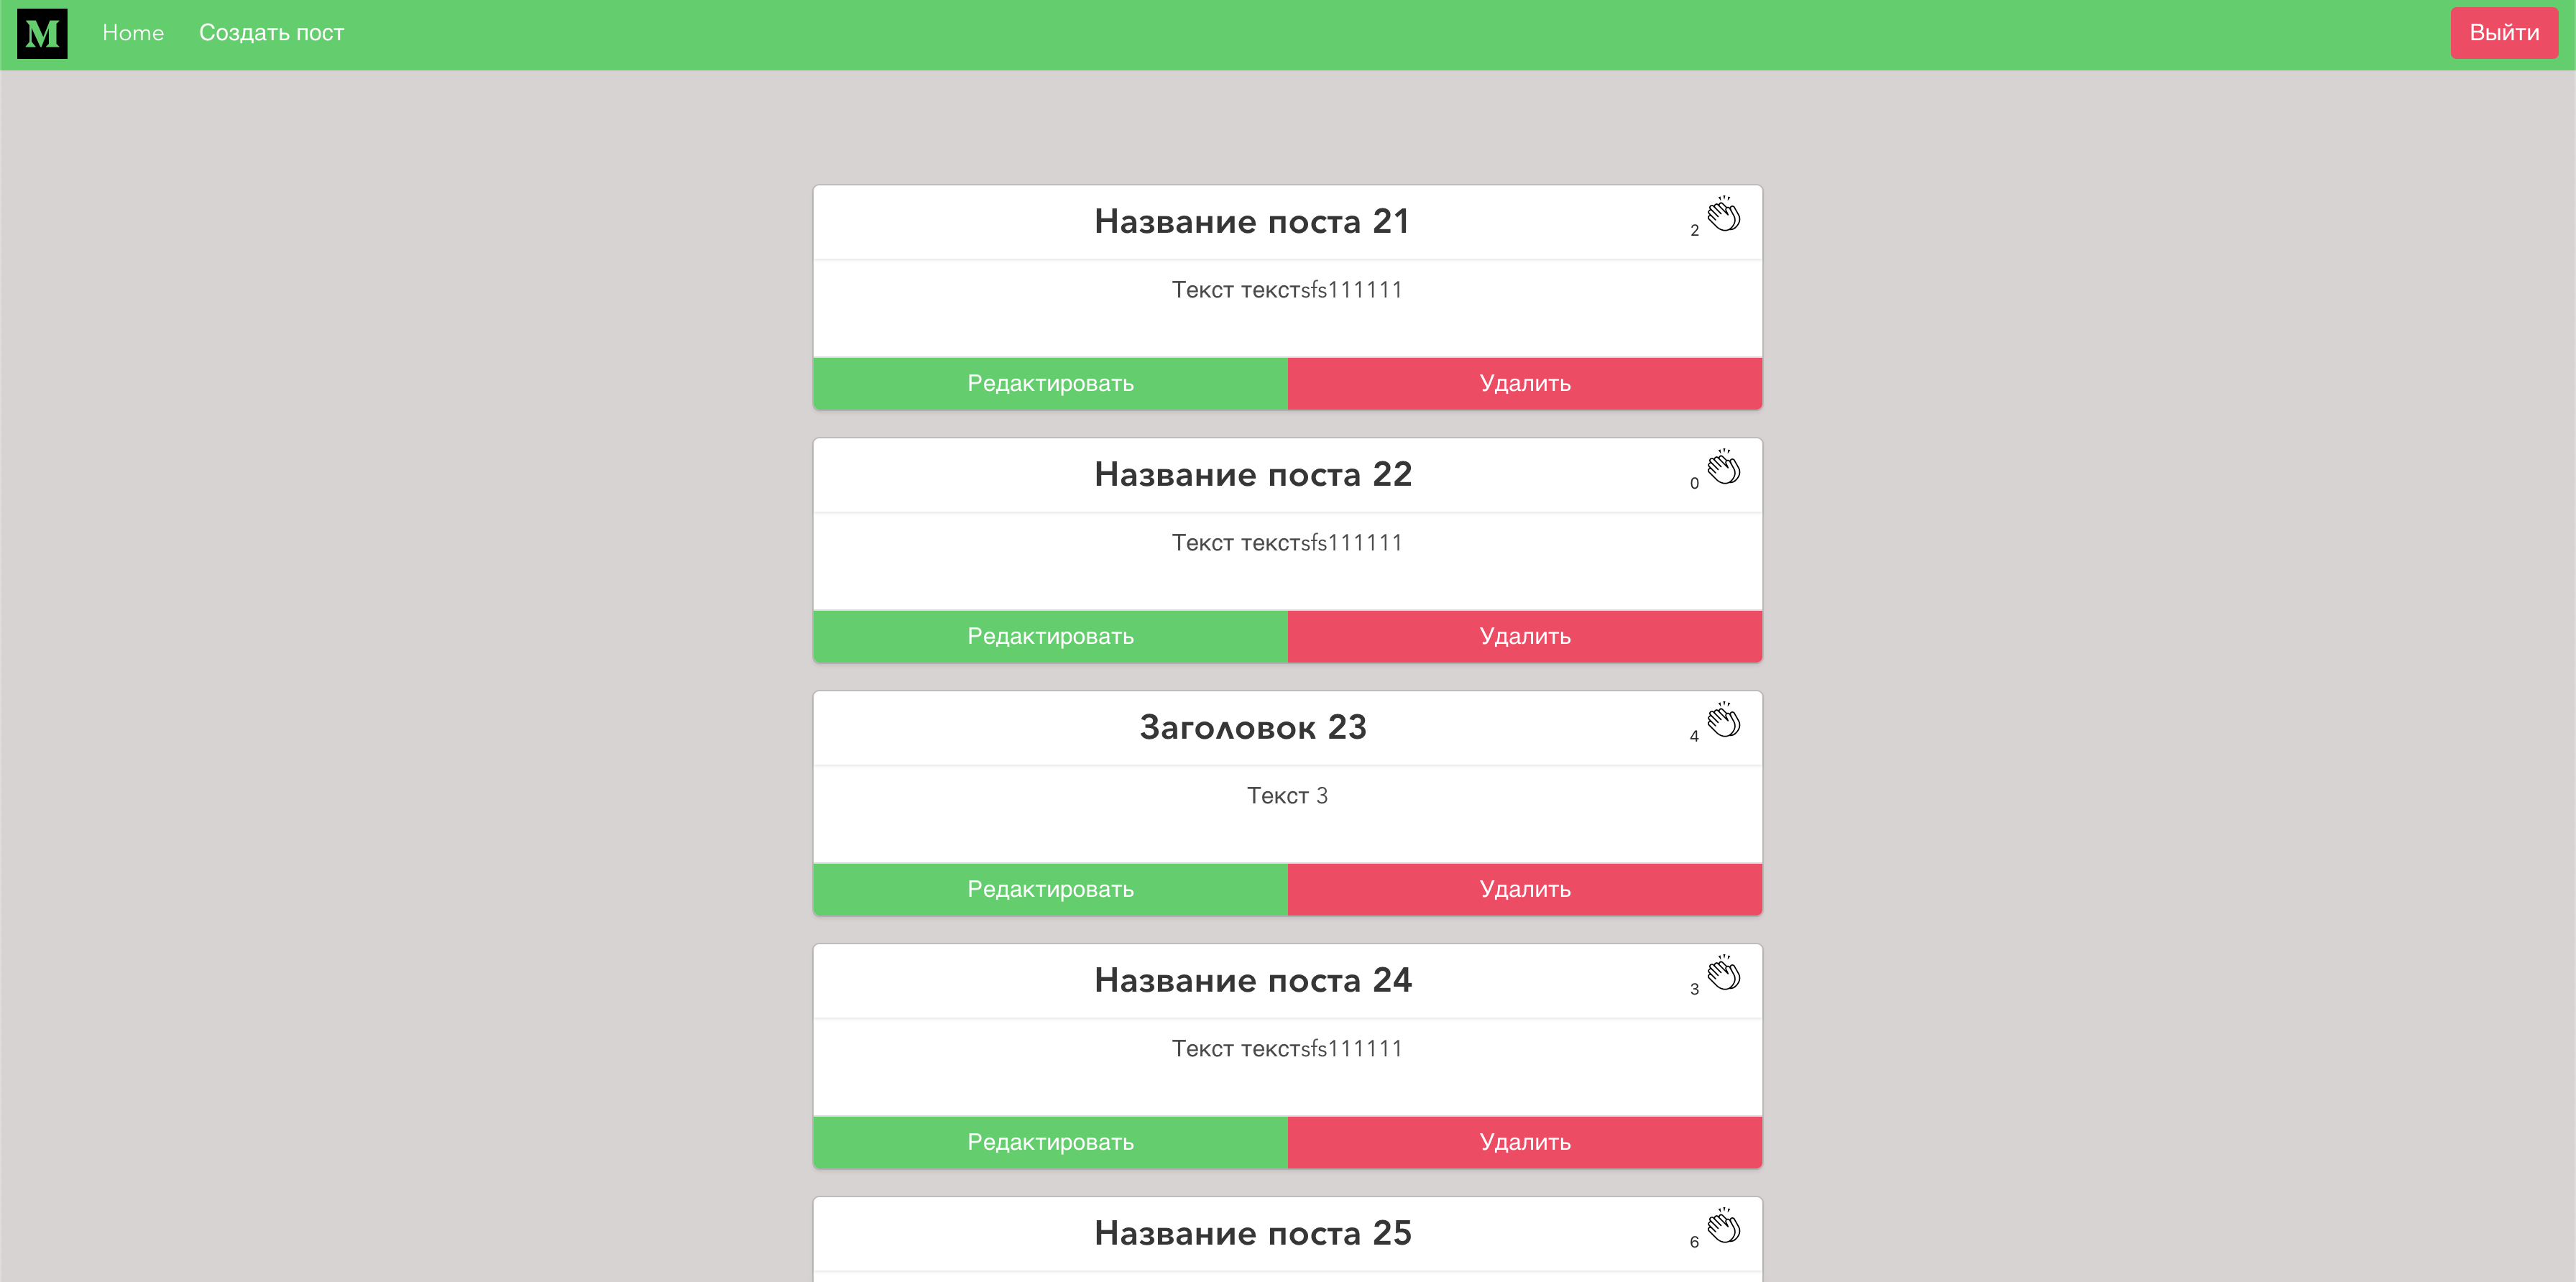 M Home Создать пост Выйти
Название поста 21 2
Текст текстsfs111111
Редактировать Удалить
Название поста 22 0
Текст текстsfs111111
Редактировать Удалить
Заголовок 23 4
Текст 3
Редактировать Удалить
Название поста 24 3
Текст текстsfs111111
Редактировать Удалить
Название поста 25 6